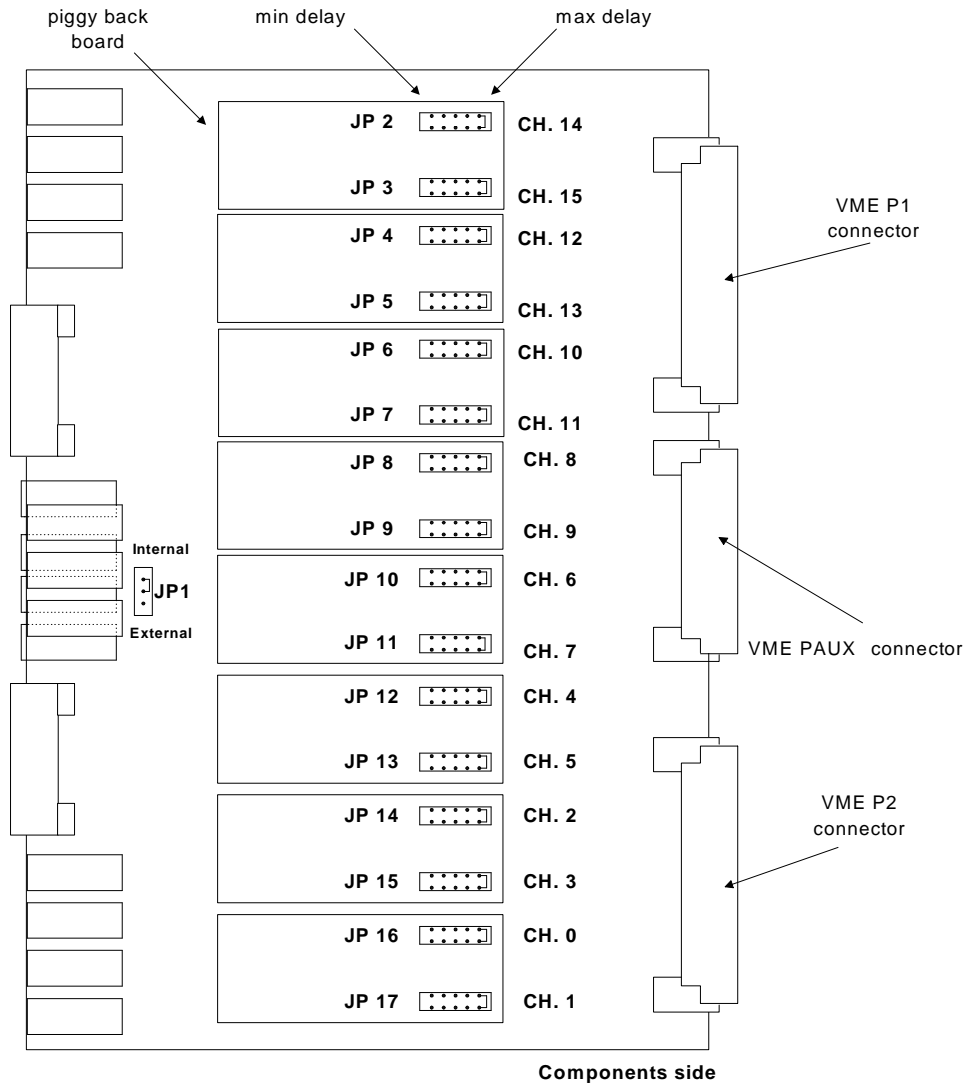 piggy back
board
min delay
max delay
JP 2
CH. 14
JP 3
CH. 15
VME P1
connector
JP 4
CH. 12
JP 5
CH. 13
JP 6
CH. 10
JP 7
CH. 11
JP 8
CH. 8
JP 9
CH. 9
Internal
JP1
External
JP 10
CH. 6
JP 11
CH. 7
VME PAUX connector
JP 12
CH. 4
JP 13
CH. 5
JP 14
CH. 2
VME P2
connector
JP 15
CH. 3
JP 16
CH. 0
JP 17
CH. 1
Components side